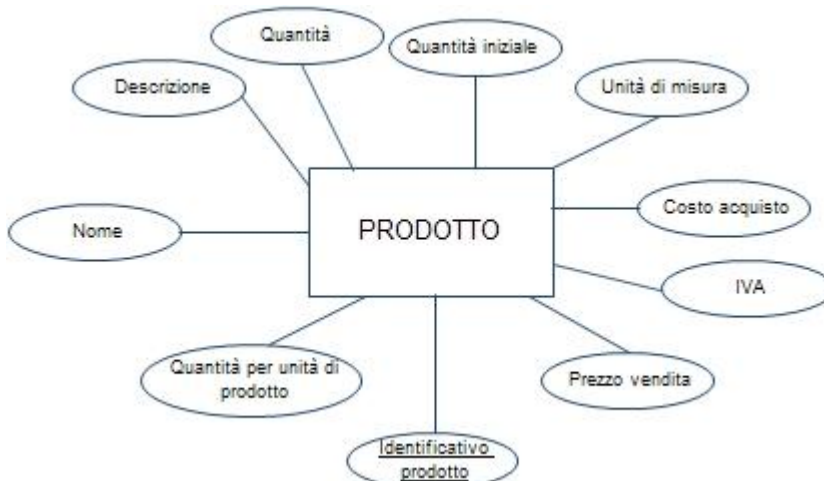 Quantità
Quantità iniziale
Descrizione
Unità di misura
Costo acquisto
Nome
PRODOTTO
IVA
Quantità per unità di
prodotto
Prezzo vendita
Identificativo
prodotto